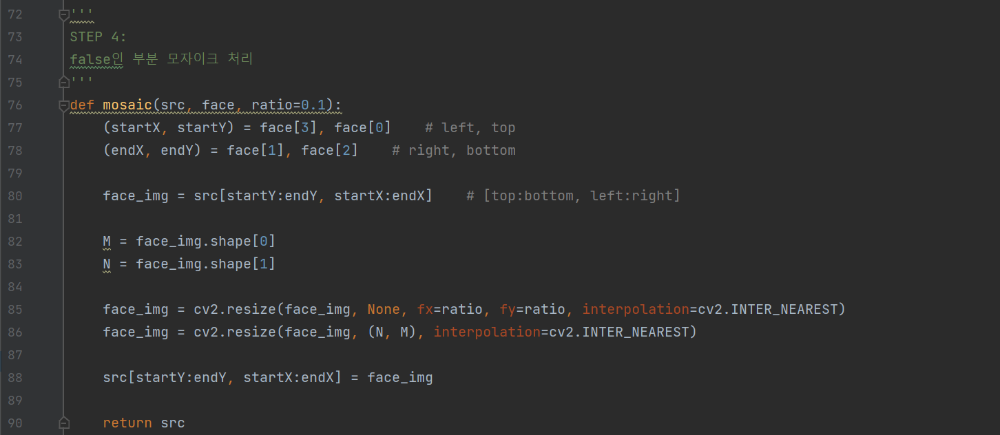 72 '''
73 STEP 4:
74 false인 부분 모자이크 처리
75 '''
76 def mosaic(src, face, ratio=0.1):
77     (startX, startY) = face[3], face[0]    # left, top
78     (endX, endY) = face[1], face[2]    # right, bottom
79
80     face_img = src[startY:endY, startX:endX]    # [top:bottom, left:right]
81
82     M = face_img.shape[0]
83     N = face_img.shape[1]
84
85     face_img = cv2.resize(face_img, None, fx=ratio, fy=ratio, interpolation=cv2.INTER_NEAREST)
86     face_img = cv2.resize(face_img, (N, M), interpolation=cv2.INTER_NEAREST)
87
88     src[startY:endY, startX:endX] = face_img
89
90     return src